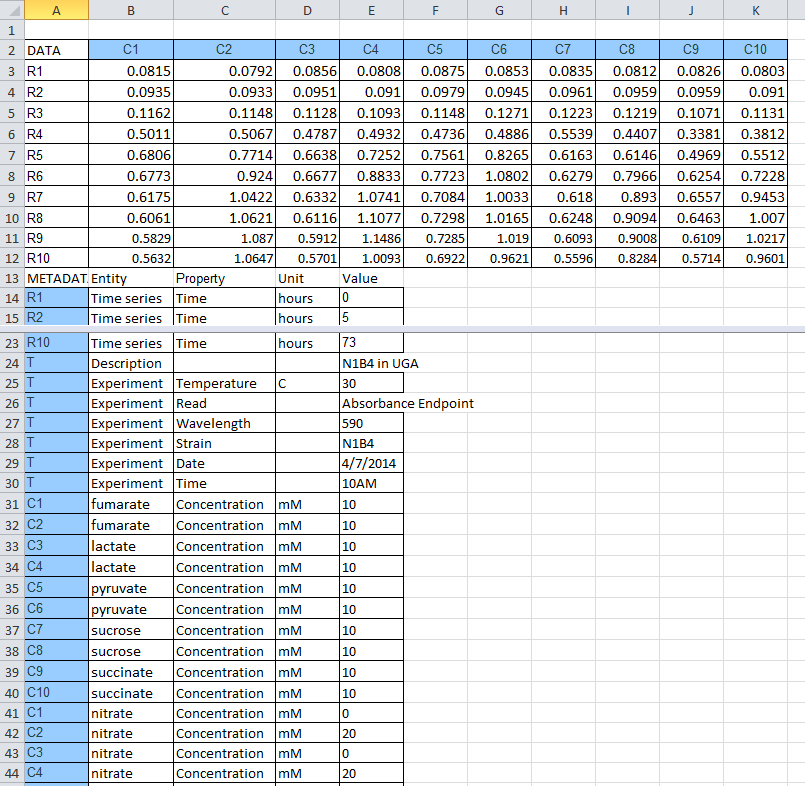 A B C D E F G H I J K
1
2 DATA C1 C2 C3 C4 C5 C6 C7 C8 C9 C10
3 R1 0.0815 0.0792 0.0856 0.0808 0.0875 0.0853 0.0835 0.0812 0.0826 0.0803
4 R2 0.0935 0.0933 0.0951 0.091 0.0979 0.0945 0.0961 0.0959 0.0959 0.091
5 R3 0.1162 0.1148 0.1128 0.1093 0.1148 0.1271 0.1223 0.1219 0.1071 0.1131
6 R4 0.5011 0.5067 0.4787 0.4932 0.4736 0.4886 0.5539 0.4407 0.3381 0.3812
7 R5 0.6806 0.7714 0.6638 0.7252 0.7561 0.8265 0.6163 0.6146 0.4969 0.5512
8 R6 0.6773 0.924 0.6677 0.8833 0.7723 1.0802 0.6279 0.7966 0.6254 0.7228
9 R7 0.6175 1.0422 0.6332 1.0741 0.7084 1.0033 0.618 0.893 0.6557 0.9453
10 R8 0.6061 1.0621 0.6116 1.1077 0.7298 1.0165 0.6248 0.9094 0.6463 1.007
11 R9 0.5829 1.087 0.5912 1.1486 0.7285 1.019 0.6093 0.9008 0.6109 1.0217
12 R10 0.5632 1.0647 0.5701 1.0093 0.6922 0.9621 0.5596 0.8284 0.5714 0.9601
13 METADAT Entity Property Unit Value
14 R1 Time series Time hours 0
15 R2 Time series Time hours 5
23 R10 Time series Time hours 73
24 T Description N1B4 in UGA
25 T Experiment Temperature C 30
26 T Experiment Read Absorbance Endpoint
27 T Experiment Wavelength 590
28 T Experiment Strain N1B4
29 T Experiment Date 4/7/2014
30 T Experiment Time 10AM
31 C1 fumarate Concentration mM 10
32 C2 fumarate Concentration mM 10
33 C3 lactate Concentration mM 10
34 C4 lactate Concentration mM 10
35 C5 pyruvate Concentration mM 10
36 C6 pyruvate Concentration mM 10
37 C7 sucrose Concentration mM 10
38 C8 sucrose Concentration mM 10
39 C9 succinate Concentration mM 10
40 C10 succinate Concentration mM 10
41 C1 nitrate Concentration mM 0
42 C2 nitrate Concentration mM 20
43 C3 nitrate Concentration mM 0
44 C4 nitrate Concentration mM 20